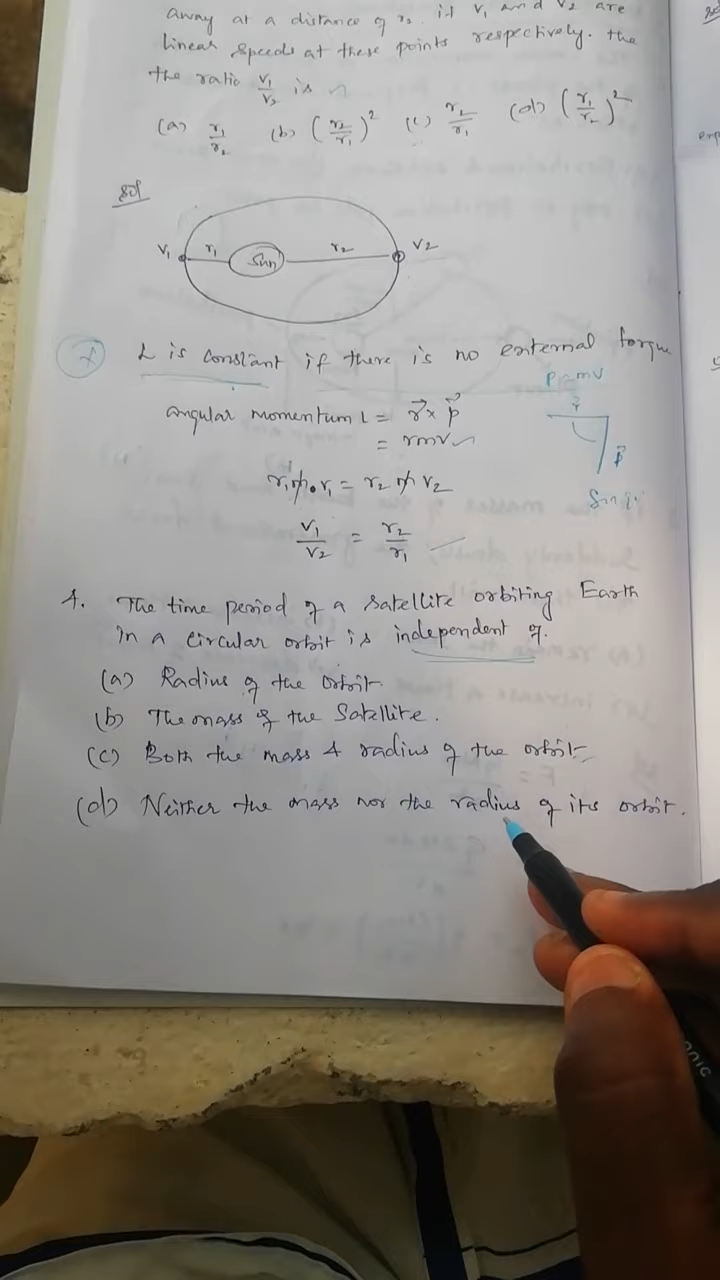 away at a distance of r2. if V1 and V2 are
linear speeds at these points respectively. the
the ratio V1/V2 is
(a) r1/r2 (b) (r2/r1)² (c) r2/r1 (d) (r1/r2)²
Sol
V1 r1 Sun r2 V2
L is constant if there is no external torque
P = mv
angular momentum L = r⃗ × p⃗
= rmv
r⃗
p⃗
r1 m v1 = r2 m v2
Sin
V1/V2 = r2/r1
4. The time period of a satellite orbiting Earth
in a circular orbit is independent of.
(a) Radius of the orbit
(b) The mass of the Satellite.
(c) Both the mass & radius of the orbit
(d) Neither the mass nor the radius of its orbit.